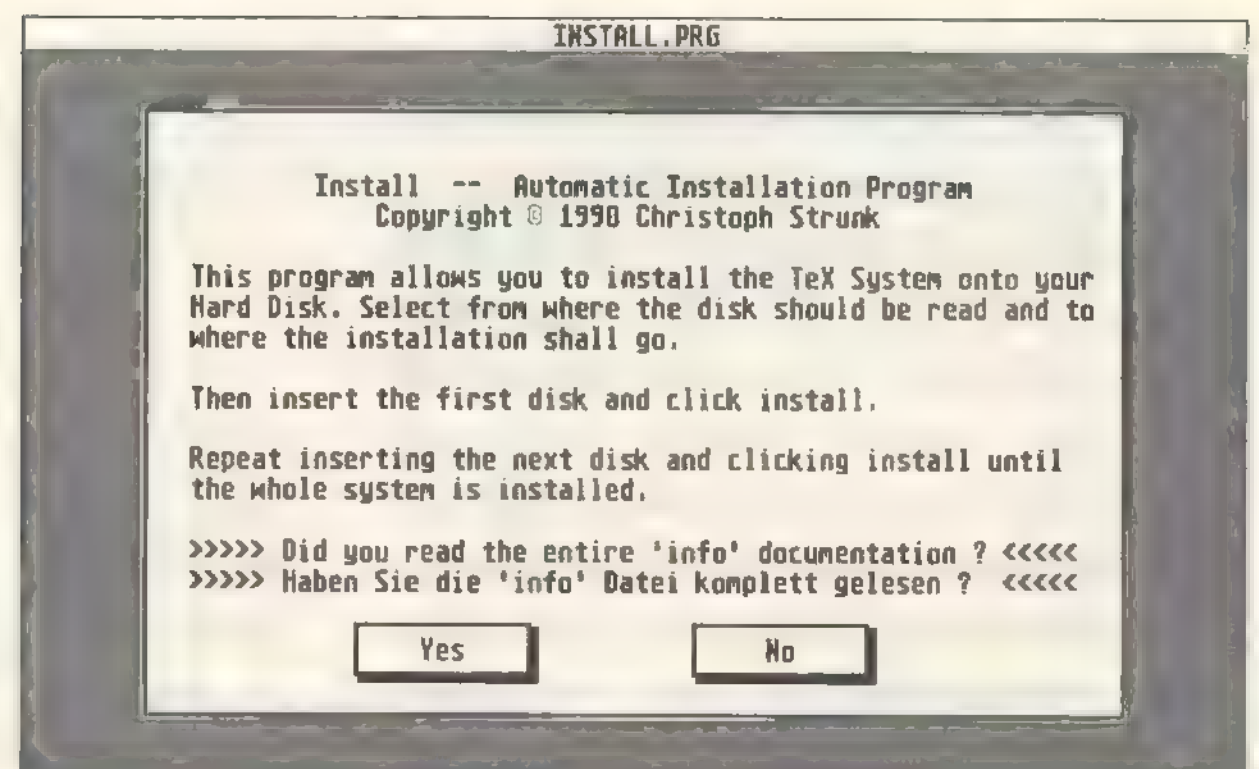 INSTALL.PRG
Install -- Automatic Installation Program
Copyright © 1990 Christoph Strunk
This program allows you to install the TeX System onto your
Hard Disk. Select from where the disk should be read and to
where the installation shall go.
Then insert the first disk and click install.
Repeat inserting the next disk and clicking install until
the whole system is installed.
>>>>> Did you read the entire 'info' documentation ? <<<<<
>>>>> Haben Sie die 'info' Datei komplett gelesen ? <<<<<
Yes
No